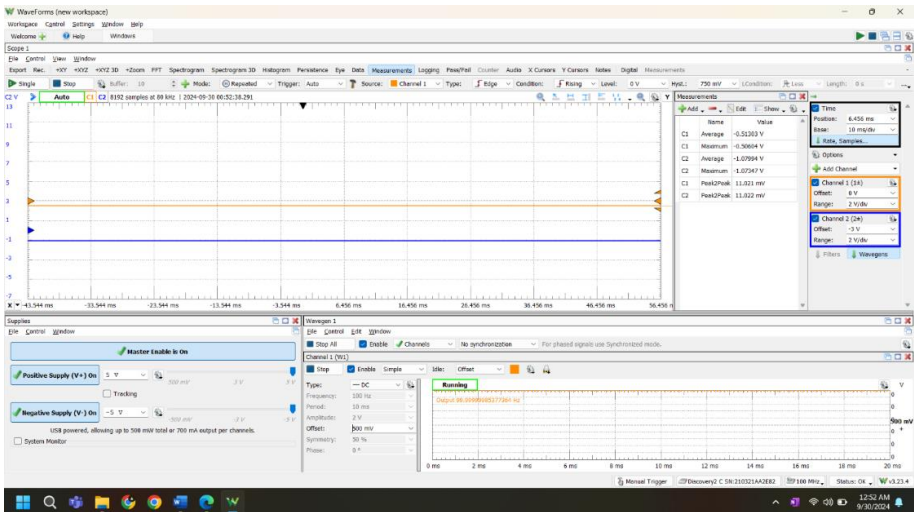 WaveForms (new workspace)
Workspace Control Settings Window Help
Welcome Help Windows
Scope 1
File Control View Window
Export Rec. +XY +XYZ +XYZ 3D +Zoom FFT Spectrogram Spectrogram 3D Histogram Persistence Eye Data Measurements Logging Pass/Fail Counter Audio X Cursors Y Cursors Notes Digital Measurements
Single Stop Buffer: 10 Mode: Repeated Trigger: Auto Source: Channel 1 Type: Edge Condition: Rising Level: 0 V Hyst.: 750 mV LCondition: Less Length: 0 s
C2 V Auto C1 C2 8192 samples at 80 kHz | 2024-09-30 00:52:38.291 Y
13
11
9
7
5
3
1
-1
-3
-5
-7
X -43.544 ms -33.544 ms -23.544 ms -13.544 ms -3.544 ms 6.456 ms 16.456 ms 26.456 ms 36.456 ms 46.456 ms 56.456 m
Measurements
Add Edit Show
Name Value
C1 Average -0.51303 V
C1 Maximum -0.50604 V
C2 Average -1.07994 V
C2 Maximum -1.07347 V
C1 Peak2Peak 11.021 mV
C2 Peak2Peak 11.022 mV
Time
Position: 6.456 ms
Base: 10 ms/div
Rate, Samples...
Options
Add Channel
Channel 1 (1±)
Offset: 0 V
Range: 2 V/div
Channel 2 (2±)
Offset: -3 V
Range: 2 V/div
Filters Wavegens
Supplies
File Control Window
Master Enable is On
Positive Supply (V+) On 5 V 500 mV 3 V 5 V
Tracking
Negative Supply (V-) On -5 V -500 mV -3 V -5 V
USB powered, allowing up to 500 mW total or 700 mA output per channels.
System Monitor
Wavegen 1
File Control Edit Window
Stop All Enable Channels No synchronization For phased signals use Synchronized mode.
Channel 1 (W1)
Stop Enable Simple Idle: Offset
Type: DC
Frequency: 100 Hz
Period: 10 ms
Amplitude: 2 V
Offset: 500 mV
Symmetry: 50 %
Phase: 0 °
Running
V
500 mV
0 ms 2 ms 4 ms 6 ms 8 ms 10 ms 12 ms 14 ms 16 ms 18 ms 20 ms
Manual Trigger Discovery2 C SN:210321AA2E82 100 MHz Status: OK v3.23.4
12:52 AM
9/30/2024